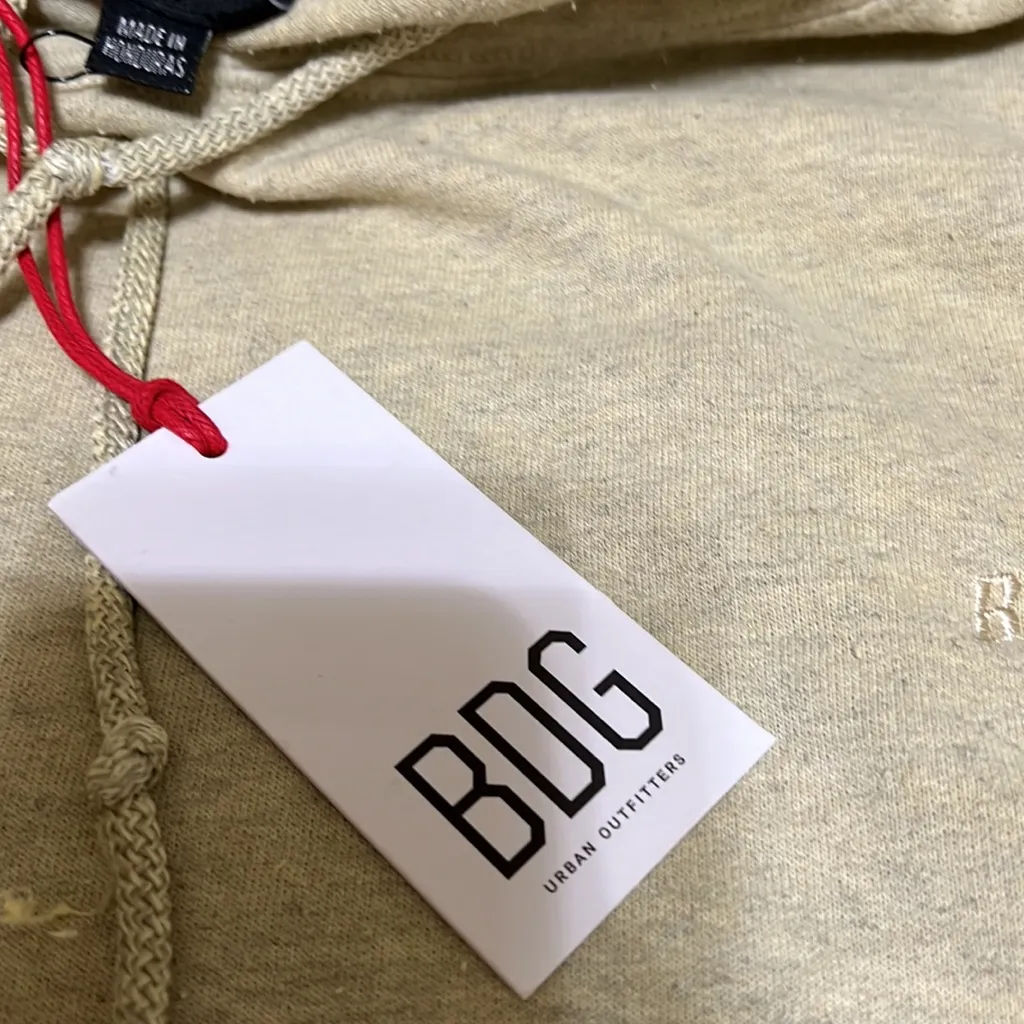 MADE IN
HONDURAS
BDG
URBAN OUTFITTERS